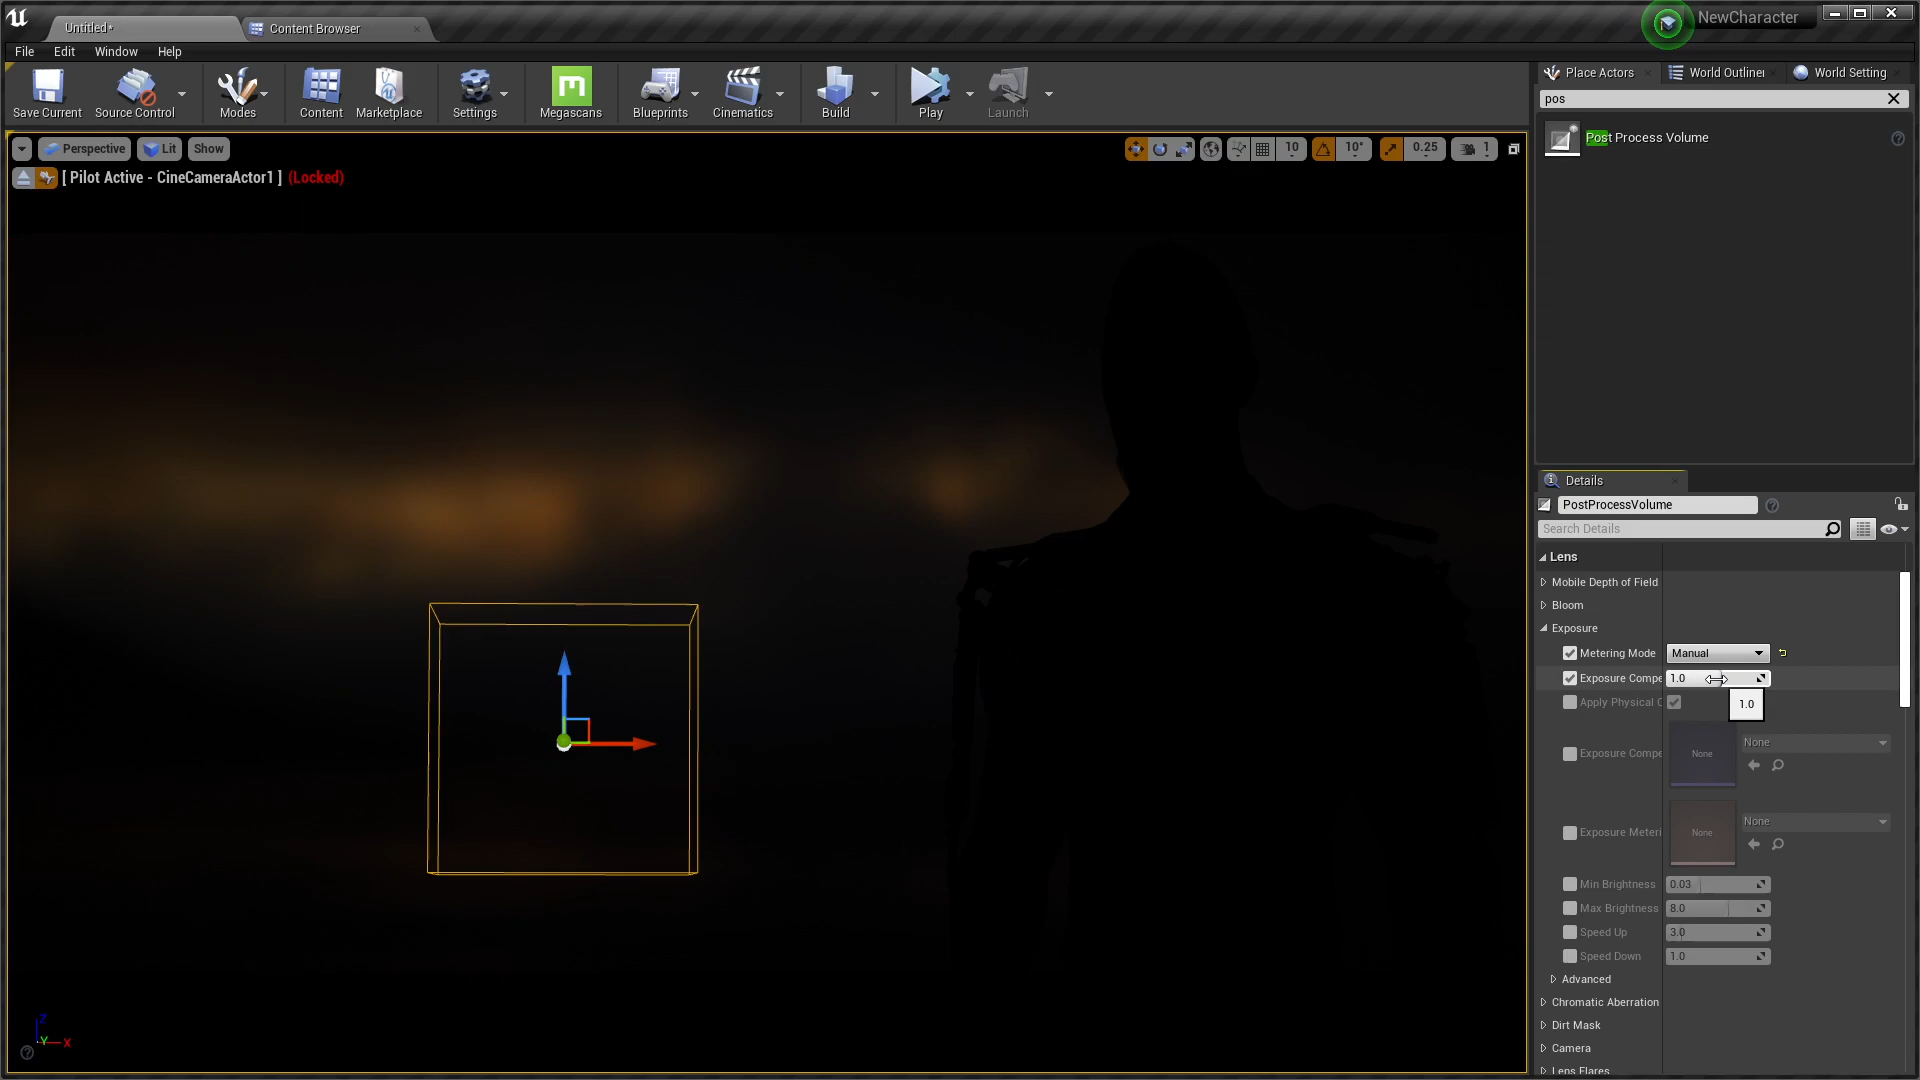 Untitled*
Content Browser
NewCharacter
File Edit Window Help
Save Current
Source Control
Modes
Content
Marketplace
Settings
Megascans
Blueprints
Cinematics
Build
Play
Launch
Place Actors
World Outliner
World Setting
pos
Post Process Volume
Perspective
Lit
Show
10
10°
0.25
1
[ Pilot Active - CineCameraActor1 ] (Locked)
Details
PostProcessVolume
Search Details
Lens
Mobile Depth of Field
Bloom
Exposure
Metering Mode Manual
Exposure Compe 1.0
Apply Physical C
1.0
Exposure Compe None None
Exposure Meteri None None
Min Brightness 0.03
Max Brightness 8.0
Speed Up 3.0
Speed Down 1.0
Advanced
Chromatic Aberration
Dirt Mask
Camera
Lens Flares
Z
Y X